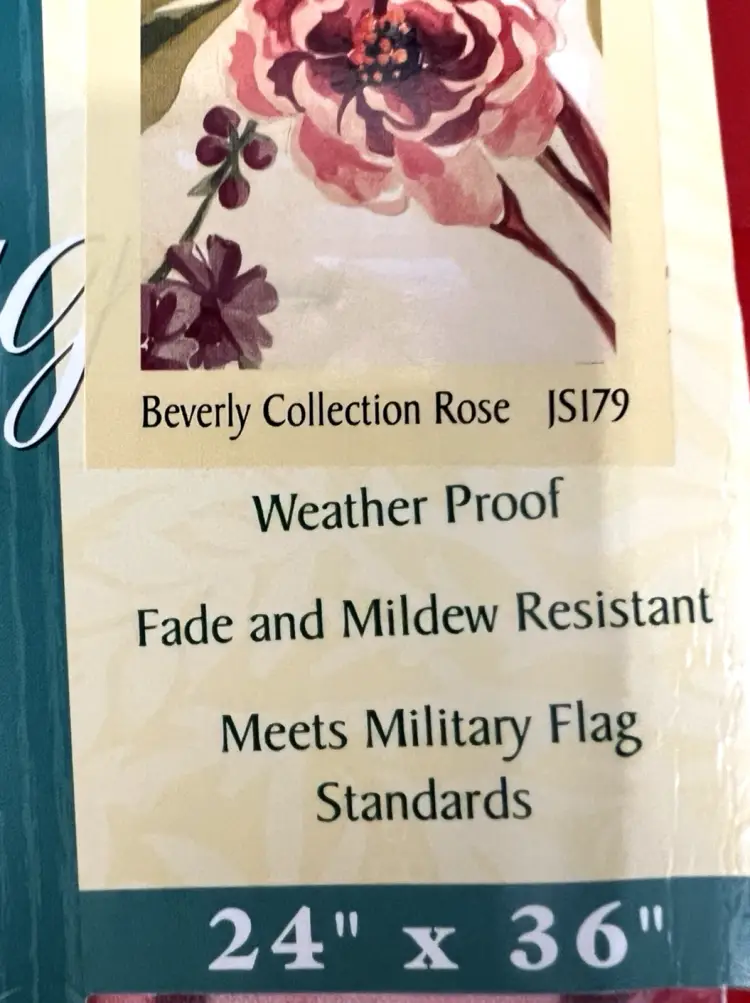 Beverly Collection Rose JS179
Weather Proof
Fade and Mildew Resistant
Meets Military Flag
Standards
24" x 36"